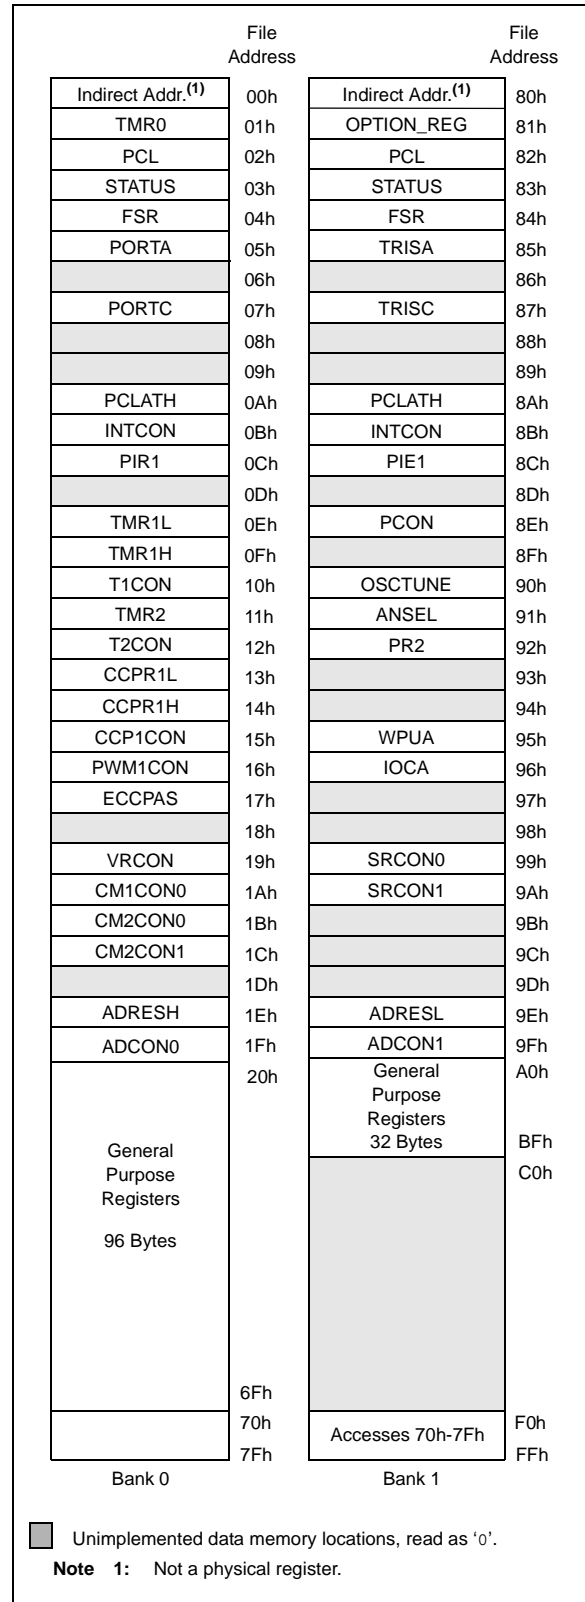 File Address File Address
Indirect Addr.(1) 00h Indirect Addr.(1) 80h
TMR0 01h OPTION_REG 81h
PCL 02h PCL 82h
STATUS 03h STATUS 83h
FSR 04h FSR 84h
PORTA 05h TRISA 85h
06h 86h
PORTC 07h TRISC 87h
08h 88h
09h 89h
PCLATH 0Ah PCLATH 8Ah
INTCON 0Bh INTCON 8Bh
PIR1 0Ch PIE1 8Ch
0Dh 8Dh
TMR1L 0Eh PCON 8Eh
TMR1H 0Fh 8Fh
T1CON 10h OSCTUNE 90h
TMR2 11h ANSEL 91h
T2CON 12h PR2 92h
CCPR1L 13h 93h
CCPR1H 14h 94h
CCP1CON 15h WPUA 95h
PWM1CON 16h IOCA 96h
ECCPAS 17h 97h
18h 98h
VRCON 19h SRCON0 99h
CM1CON0 1Ah SRCON1 9Ah
CM2CON0 1Bh 9Bh
CM2CON1 1Ch 9Ch
1Dh 9Dh
ADRESH 1Eh ADRESL 9Eh
ADCON0 1Fh ADCON1 9Fh
20h General A0h
Purpose
Registers
32 Bytes BFh
General
Purpose C0h
Registers
96 Bytes
6Fh
70h Accesses 70h-7Fh F0h
7Fh FFh
Bank 0 Bank 1
Unimplemented data memory locations, read as ‘0’.
Note 1: Not a physical register.